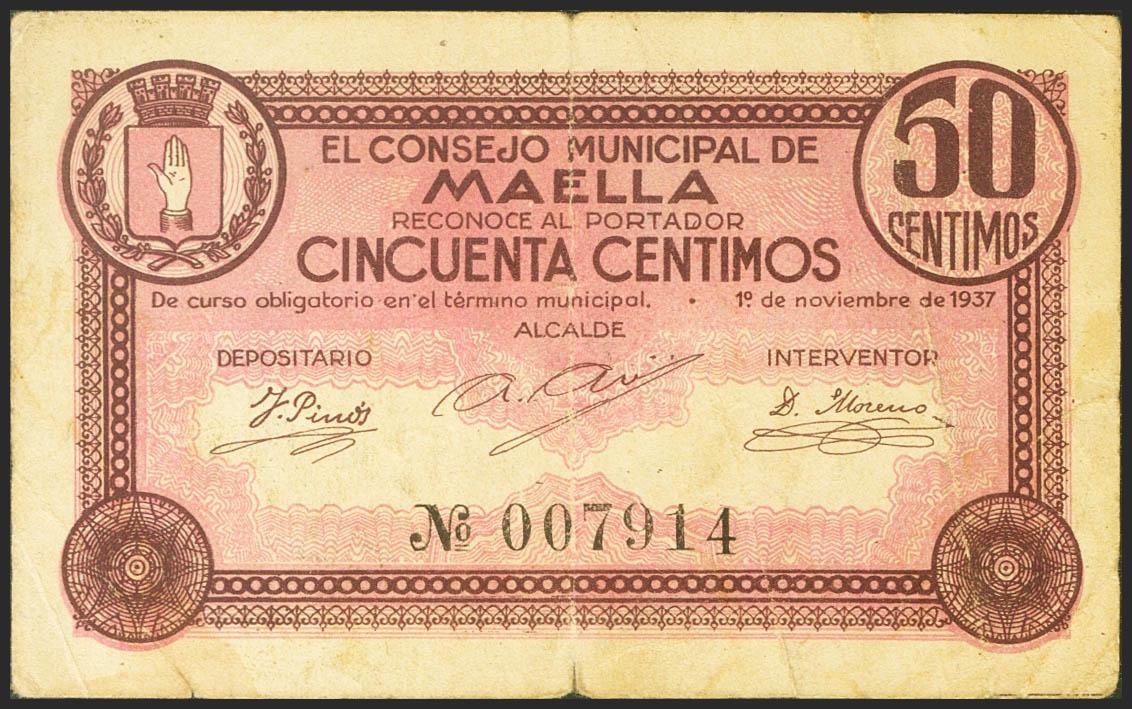 50
CENTIMOS
EL CONSEJO MUNICIPAL DE
MAELLA
RECONOCE AL PORTADOR
CINCUENTA CENTIMOS
De curso obligatorio en el término municipal. • 1º de noviembre de 1937
ALCALDE
DEPOSITARIO INTERVENTOR
J. Pinós D. Moreno
Nº 007914